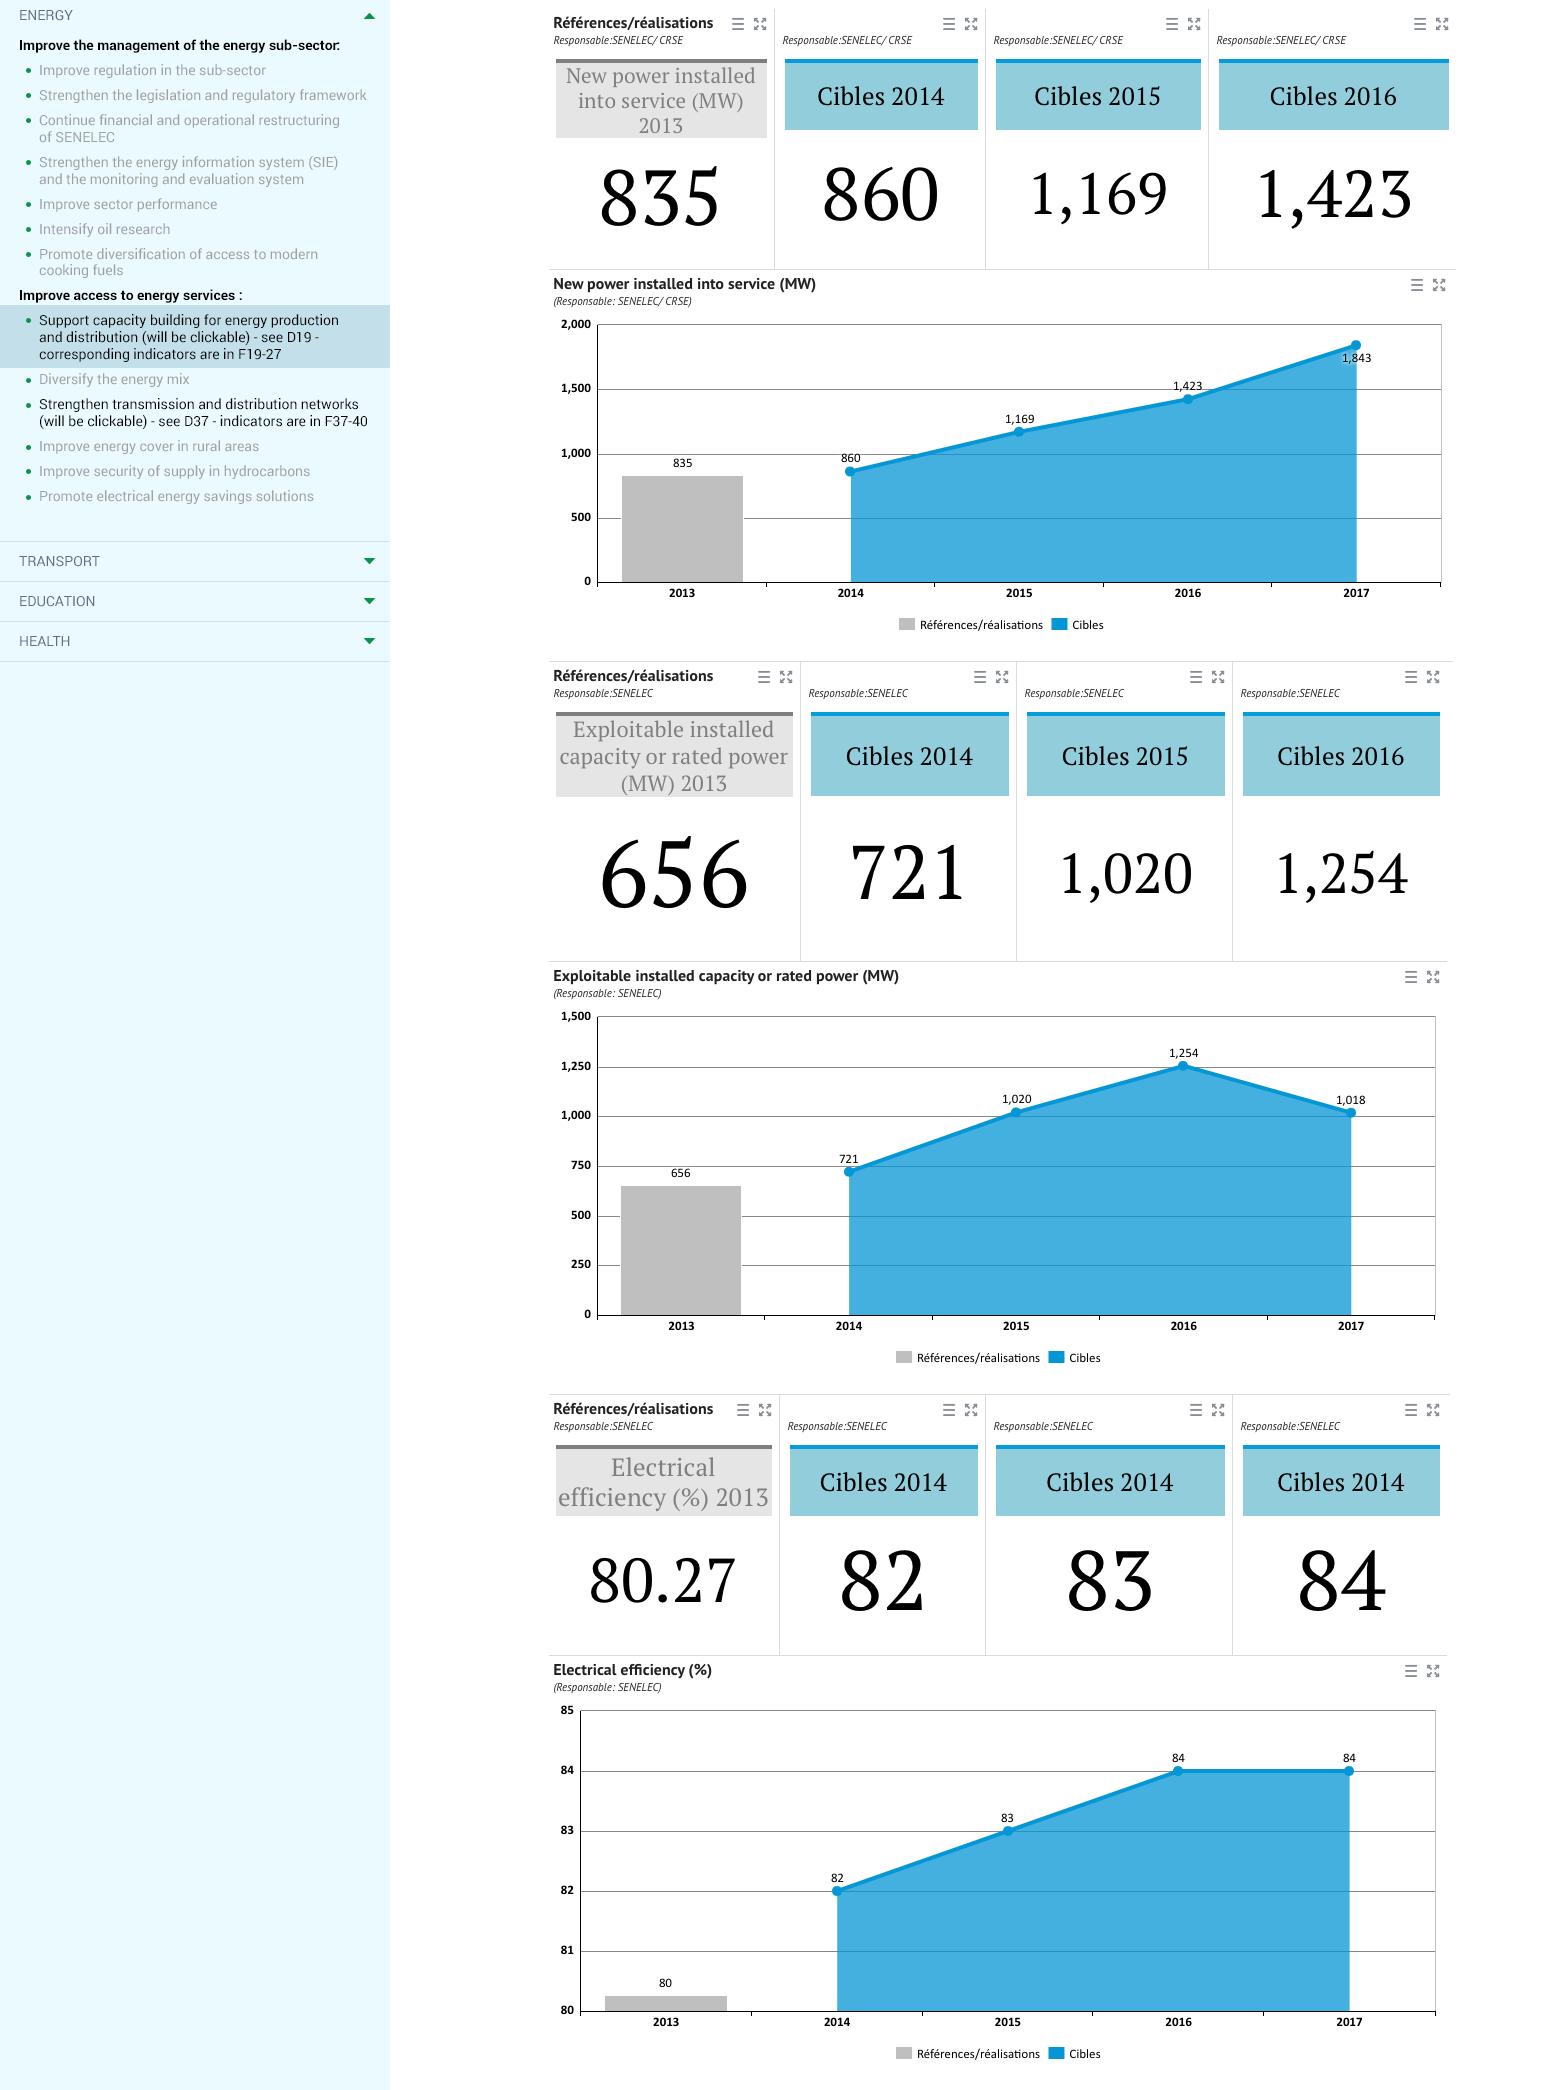 ENERGY
Improve the management of the energy sub-sector:
Improve regulation in the sub-sector
Strengthen the legislation and regulatory framework
Continue financial and operational restructuring
of SENELEC
Strengthen the energy information system (SIE)
and the monitoring and evaluation system
Improve sector performance
Intensify oil research
Promote diversification of access to modern
cooking fuels
Improve access to energy services :
Support capacity building for energy production
and distribution (will be clickable) - see D19 -
corresponding indicators are in F19-27
Diversify the energy mix
Strengthen transmission and distribution networks
(will be clickable) - see D37 - indicators are in F37-40
Improve energy cover in rural areas
Improve security of supply in hydrocarbons
Promote electrical energy savings solutions
TRANSPORT
EDUCATION
HEALTH
Références/réalisations
Responsable:SENELEC/ CRSE
Responsable:SENELEC/ CRSE
Responsable:SENELEC/ CRSE
Responsable:SENELEC/ CRSE
New power installed
into service (MW)
2013
Cibles 2014
Cibles 2015
Cibles 2016
835
860
1,169
1,423
New power installed into service (MW)
(Responsable: SENELEC/ CRSE)
2,000
1,500
1,000
500
0
835
860
1,169
1,423
1,843
2013
2014
2015
2016
2017
Références/réalisations
Cibles
Références/réalisations
Responsable:SENELEC
Responsable:SENELEC
Responsable:SENELEC
Responsable:SENELEC
Exploitable installed
capacity or rated power
(MW) 2013
Cibles 2014
Cibles 2015
Cibles 2016
656
721
1,020
1,254
Exploitable installed capacity or rated power (MW)
(Responsable: SENELEC)
1,500
1,250
1,000
750
500
250
0
656
721
1,020
1,254
1,018
2013
2014
2015
2016
2017
Références/réalisations
Cibles
Références/réalisations
Responsable:SENELEC
Responsable:SENELEC
Responsable:SENELEC
Responsable:SENELEC
Electrical
efficiency (%) 2013
Cibles 2014
Cibles 2014
Cibles 2014
80.27
82
83
84
Electrical efficiency (%)
(Responsable: SENELEC)
85
84
83
82
81
80
80
82
83
84
84
2013
2014
2015
2016
2017
Références/réalisations
Cibles